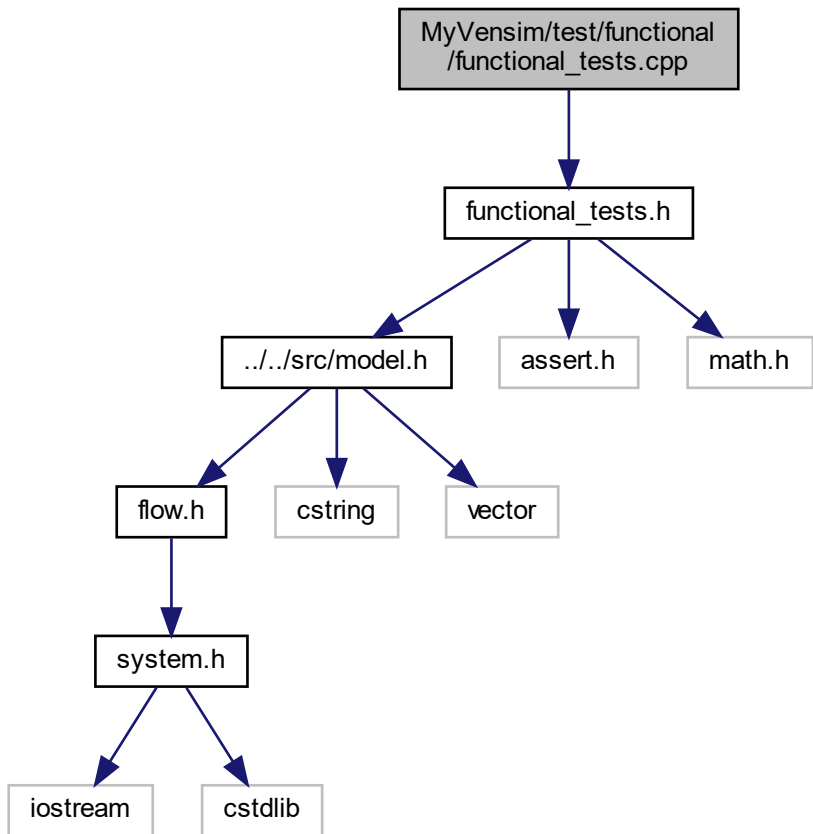 MyVensim/test/functional
/functional_tests.cpp
functional_tests.h
../../src/model.h
assert.h
math.h
flow.h
cstring
vector
system.h
iostream
cstdlib